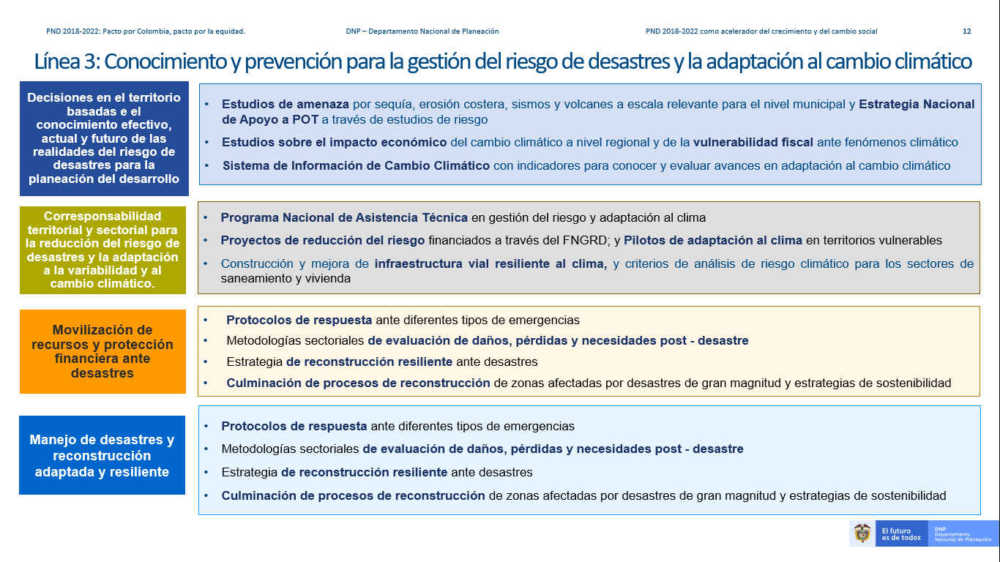 PND 2018-2022: Pacto por Colombia, pacto por la equidad.
DNP – Departamento Nacional de Planeación
PND 2018-2022 como acelerador del crecimiento y del cambio social
12
Línea 3: Conocimiento y prevención para la gestión del riesgo de desastres y la adaptación al cambio climático
Decisiones en el territorio
basadas e el
conocimiento efectivo,
actual y futuro de las
realidades del riesgo de
desastres para la
planeación del desarrollo
• Estudios de amenaza por sequía, erosión costera, sismos y volcanes a escala relevante para el nivel municipal y Estrategia Nacional
de Apoyo a POT a través de estudios de riesgo
• Estudios sobre el impacto económico del cambio climático a nivel regional y de la vulnerabilidad fiscal ante fenómenos climático
• Sistema de Información de Cambio Climático con indicadores para conocer y evaluar avances en adaptación al cambio climático
Corresponsabilidad
territorial y sectorial para
la reducción del riesgo de
desastres y la adaptación
a la variabilidad y al
cambio climático.
• Programa Nacional de Asistencia Técnica en gestión del riesgo y adaptación al clima
• Proyectos de reducción del riesgo financiados a través del FNGRD; y Pilotos de adaptación al clima en territorios vulnerables
• Construcción y mejora de infraestructura vial resiliente al clima, y criterios de análisis de riesgo climático para los sectores de
saneamiento y vivienda
Movilización de
recursos y protección
financiera ante
desastres
• Protocolos de respuesta ante diferentes tipos de emergencias
• Metodologías sectoriales de evaluación de daños, pérdidas y necesidades post - desastre
• Estrategia de reconstrucción resiliente ante desastres
• Culminación de procesos de reconstrucción de zonas afectadas por desastres de gran magnitud y estrategias de sostenibilidad
Manejo de desastres y
reconstrucción
adaptada y resiliente
• Protocolos de respuesta ante diferentes tipos de emergencias
• Metodologías sectoriales de evaluación de daños, pérdidas y necesidades post - desastre
• Estrategia de reconstrucción resiliente ante desastres
• Culminación de procesos de reconstrucción de zonas afectadas por desastres de gran magnitud y estrategias de sostenibilidad
El futuro
es de todos
DNP
Departamento
Nacional de Planeación